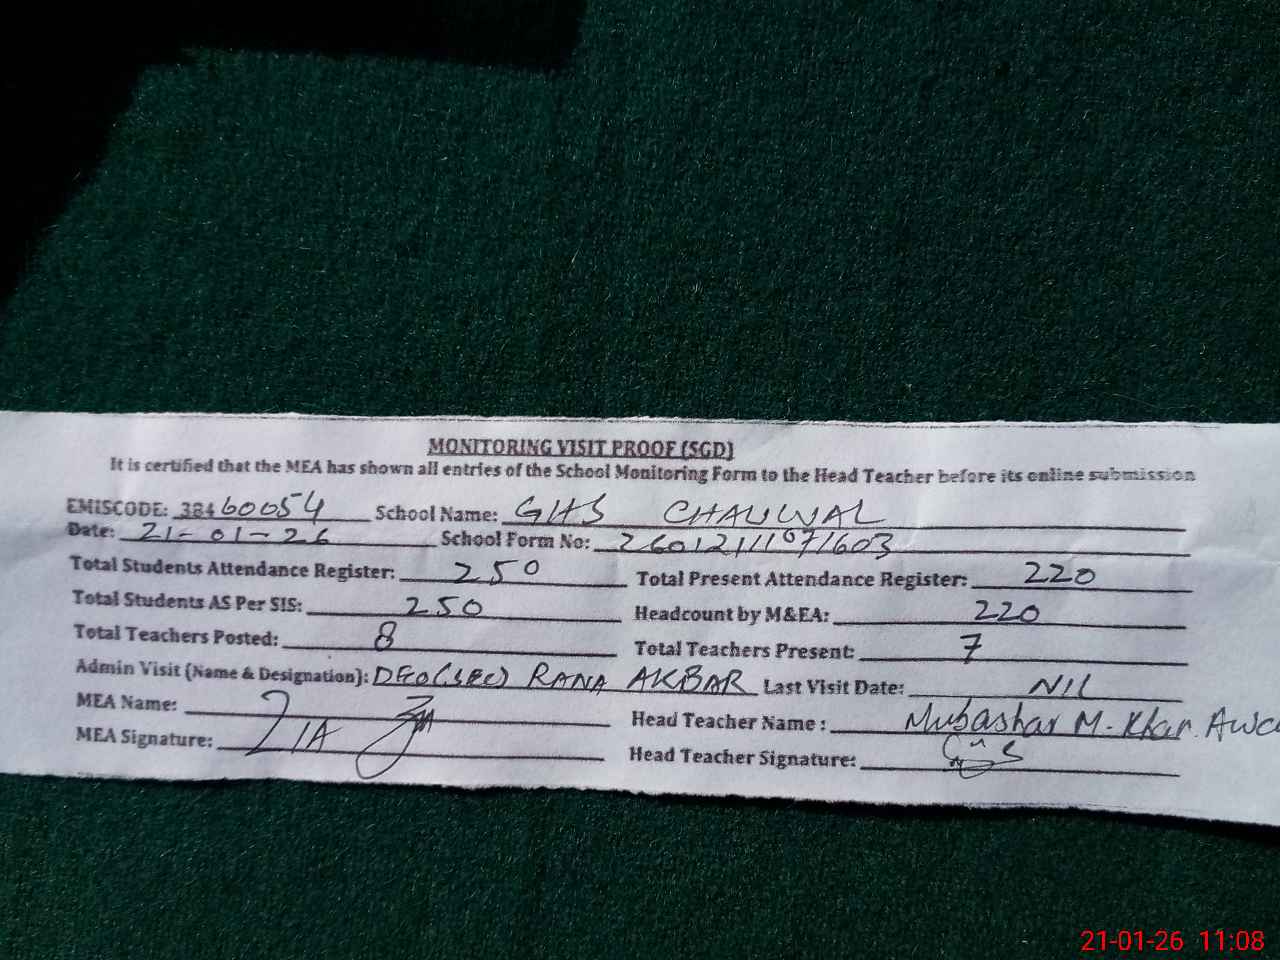 MONITORING VISIT PROOF (SGD)
It is certified that the MEA has shown all entries of the School Monitoring Form to the Head Teacher before its online submission
EMISCODE: 38460054 School Name: GHS CHAUWAL
Date: 21-01-26 School Form No: 2601211071603
Total Students Attendance Register: 250 Total Present Attendance Register: 220
Total Students AS Per SIS: 250 Headcount by M&EA: 220
Total Teachers Posted: 8 Total Teachers Present: 7
Admin Visit (Name & Designation): DEO(SEC) RANA AKBAR Last Visit Date: Nil
MEA Name: ZIA Head Teacher Name : Mubashar M. Khan Awa
MEA Signature: Head Teacher Signature:
21-01-26 11:08